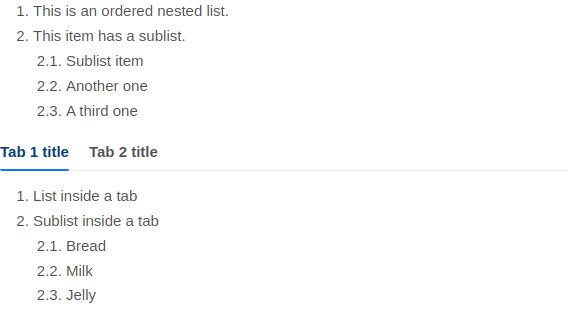 1. This is an ordered nested list.
2. This item has a sublist.
2.1. Sublist item
2.2. Another one
2.3. A third one
Tab 1 title Tab 2 title
1. List inside a tab
2. Sublist inside a tab
2.1. Bread
2.2. Milk
2.3. Jelly